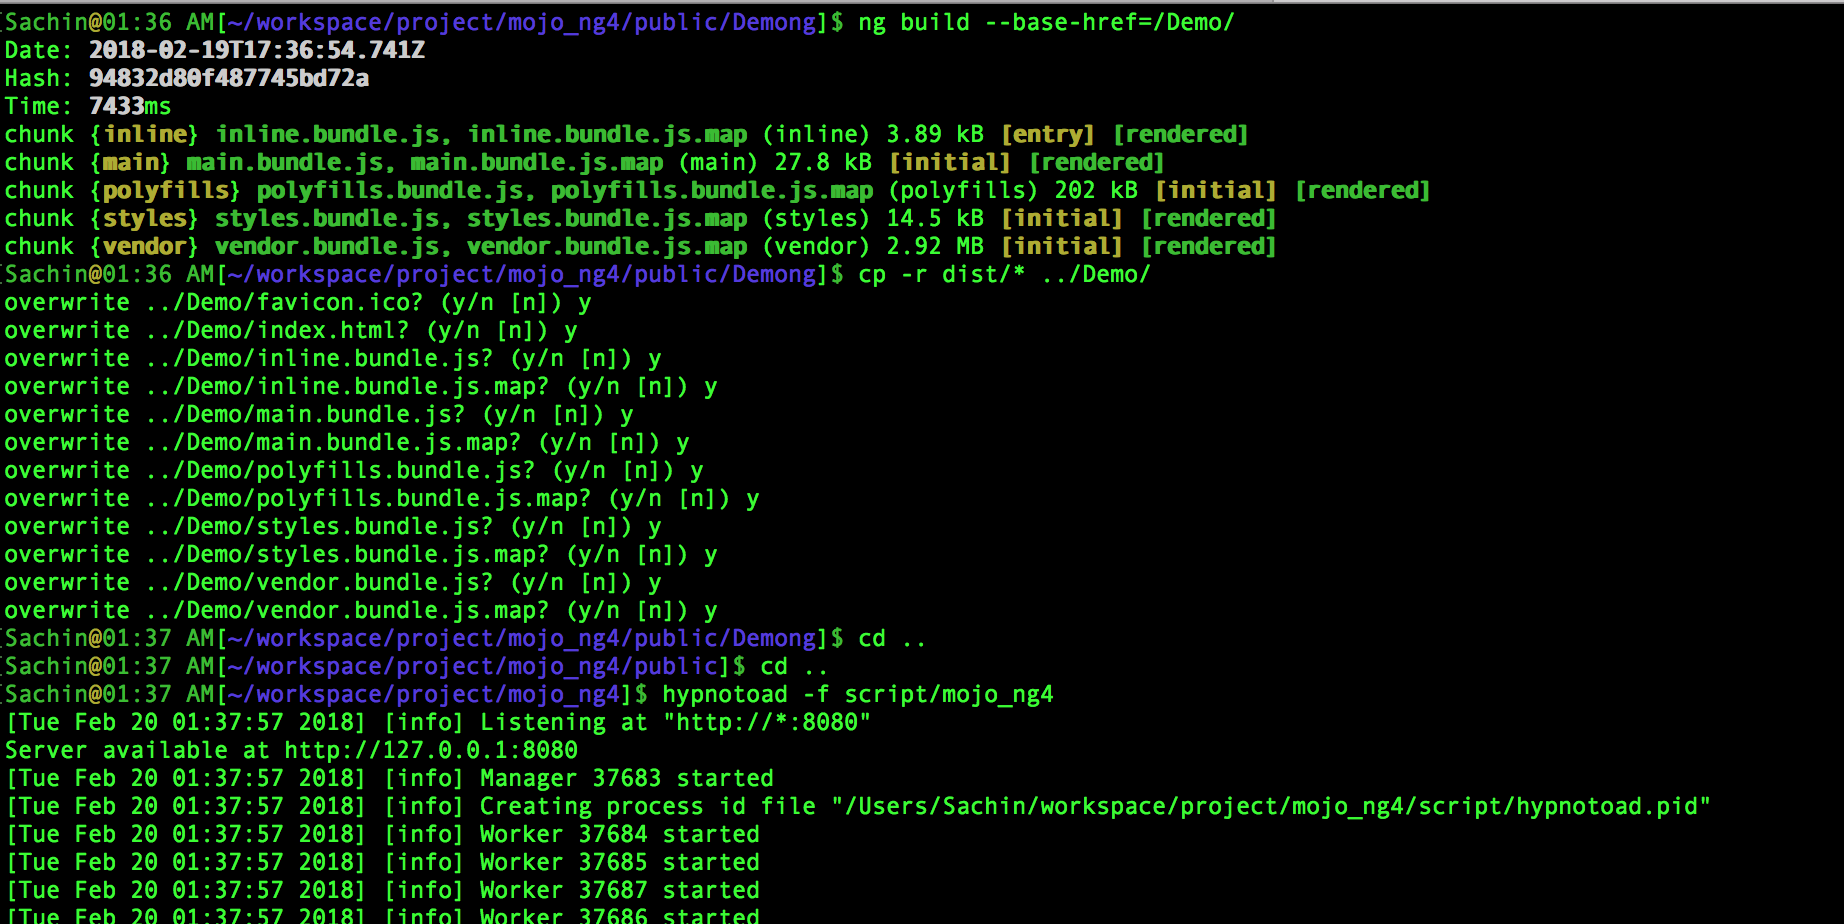 [Sachin@01:36 AM[~/workspace/project/mojo_ng4/public/Demong]$ ng build --base-href=/Demo/
Date: 2018-02-19T17:36:54.741Z
Hash: 94832d80f487745bd72a
Time: 7433ms
chunk {inline} inline.bundle.js, inline.bundle.js.map (inline) 3.89 kB [entry] [rendered]
chunk {main} main.bundle.js, main.bundle.js.map (main) 27.8 kB [initial] [rendered]
chunk {polyfills} polyfills.bundle.js, polyfills.bundle.js.map (polyfills) 202 kB [initial] [rendered]
chunk {styles} styles.bundle.js, styles.bundle.js.map (styles) 14.5 kB [initial] [rendered]
chunk {vendor} vendor.bundle.js, vendor.bundle.js.map (vendor) 2.92 MB [initial] [rendered]
[Sachin@01:36 AM[~/workspace/project/mojo_ng4/public/Demong]$ cp -r dist/* ../Demo/
overwrite ../Demo/favicon.ico? (y/n [n]) y
overwrite ../Demo/index.html? (y/n [n]) y
overwrite ../Demo/inline.bundle.js? (y/n [n]) y
overwrite ../Demo/inline.bundle.js.map? (y/n [n]) y
overwrite ../Demo/main.bundle.js? (y/n [n]) y
overwrite ../Demo/main.bundle.js.map? (y/n [n]) y
overwrite ../Demo/polyfills.bundle.js? (y/n [n]) y
overwrite ../Demo/polyfills.bundle.js.map? (y/n [n]) y
overwrite ../Demo/styles.bundle.js? (y/n [n]) y
overwrite ../Demo/styles.bundle.js.map? (y/n [n]) y
overwrite ../Demo/vendor.bundle.js? (y/n [n]) y
overwrite ../Demo/vendor.bundle.js.map? (y/n [n]) y
[Sachin@01:37 AM[~/workspace/project/mojo_ng4/public/Demong]$ cd ..
[Sachin@01:37 AM[~/workspace/project/mojo_ng4/public]$ cd ..
[Sachin@01:37 AM[~/workspace/project/mojo_ng4]$ hypnotoad -f script/mojo_ng4
[Tue Feb 20 01:37:57 2018] [info] Listening at "http://*:8080"
Server available at http://127.0.0.1:8080
[Tue Feb 20 01:37:57 2018] [info] Manager 37683 started
[Tue Feb 20 01:37:57 2018] [info] Creating process id file "/Users/Sachin/workspace/project/mojo_ng4/script/hypnotoad.pid"
[Tue Feb 20 01:37:57 2018] [info] Worker 37684 started
[Tue Feb 20 01:37:57 2018] [info] Worker 37685 started
[Tue Feb 20 01:37:57 2018] [info] Worker 37687 started
[Tue Feb 20 01:37:57 2018] [info] Worker 37686 started